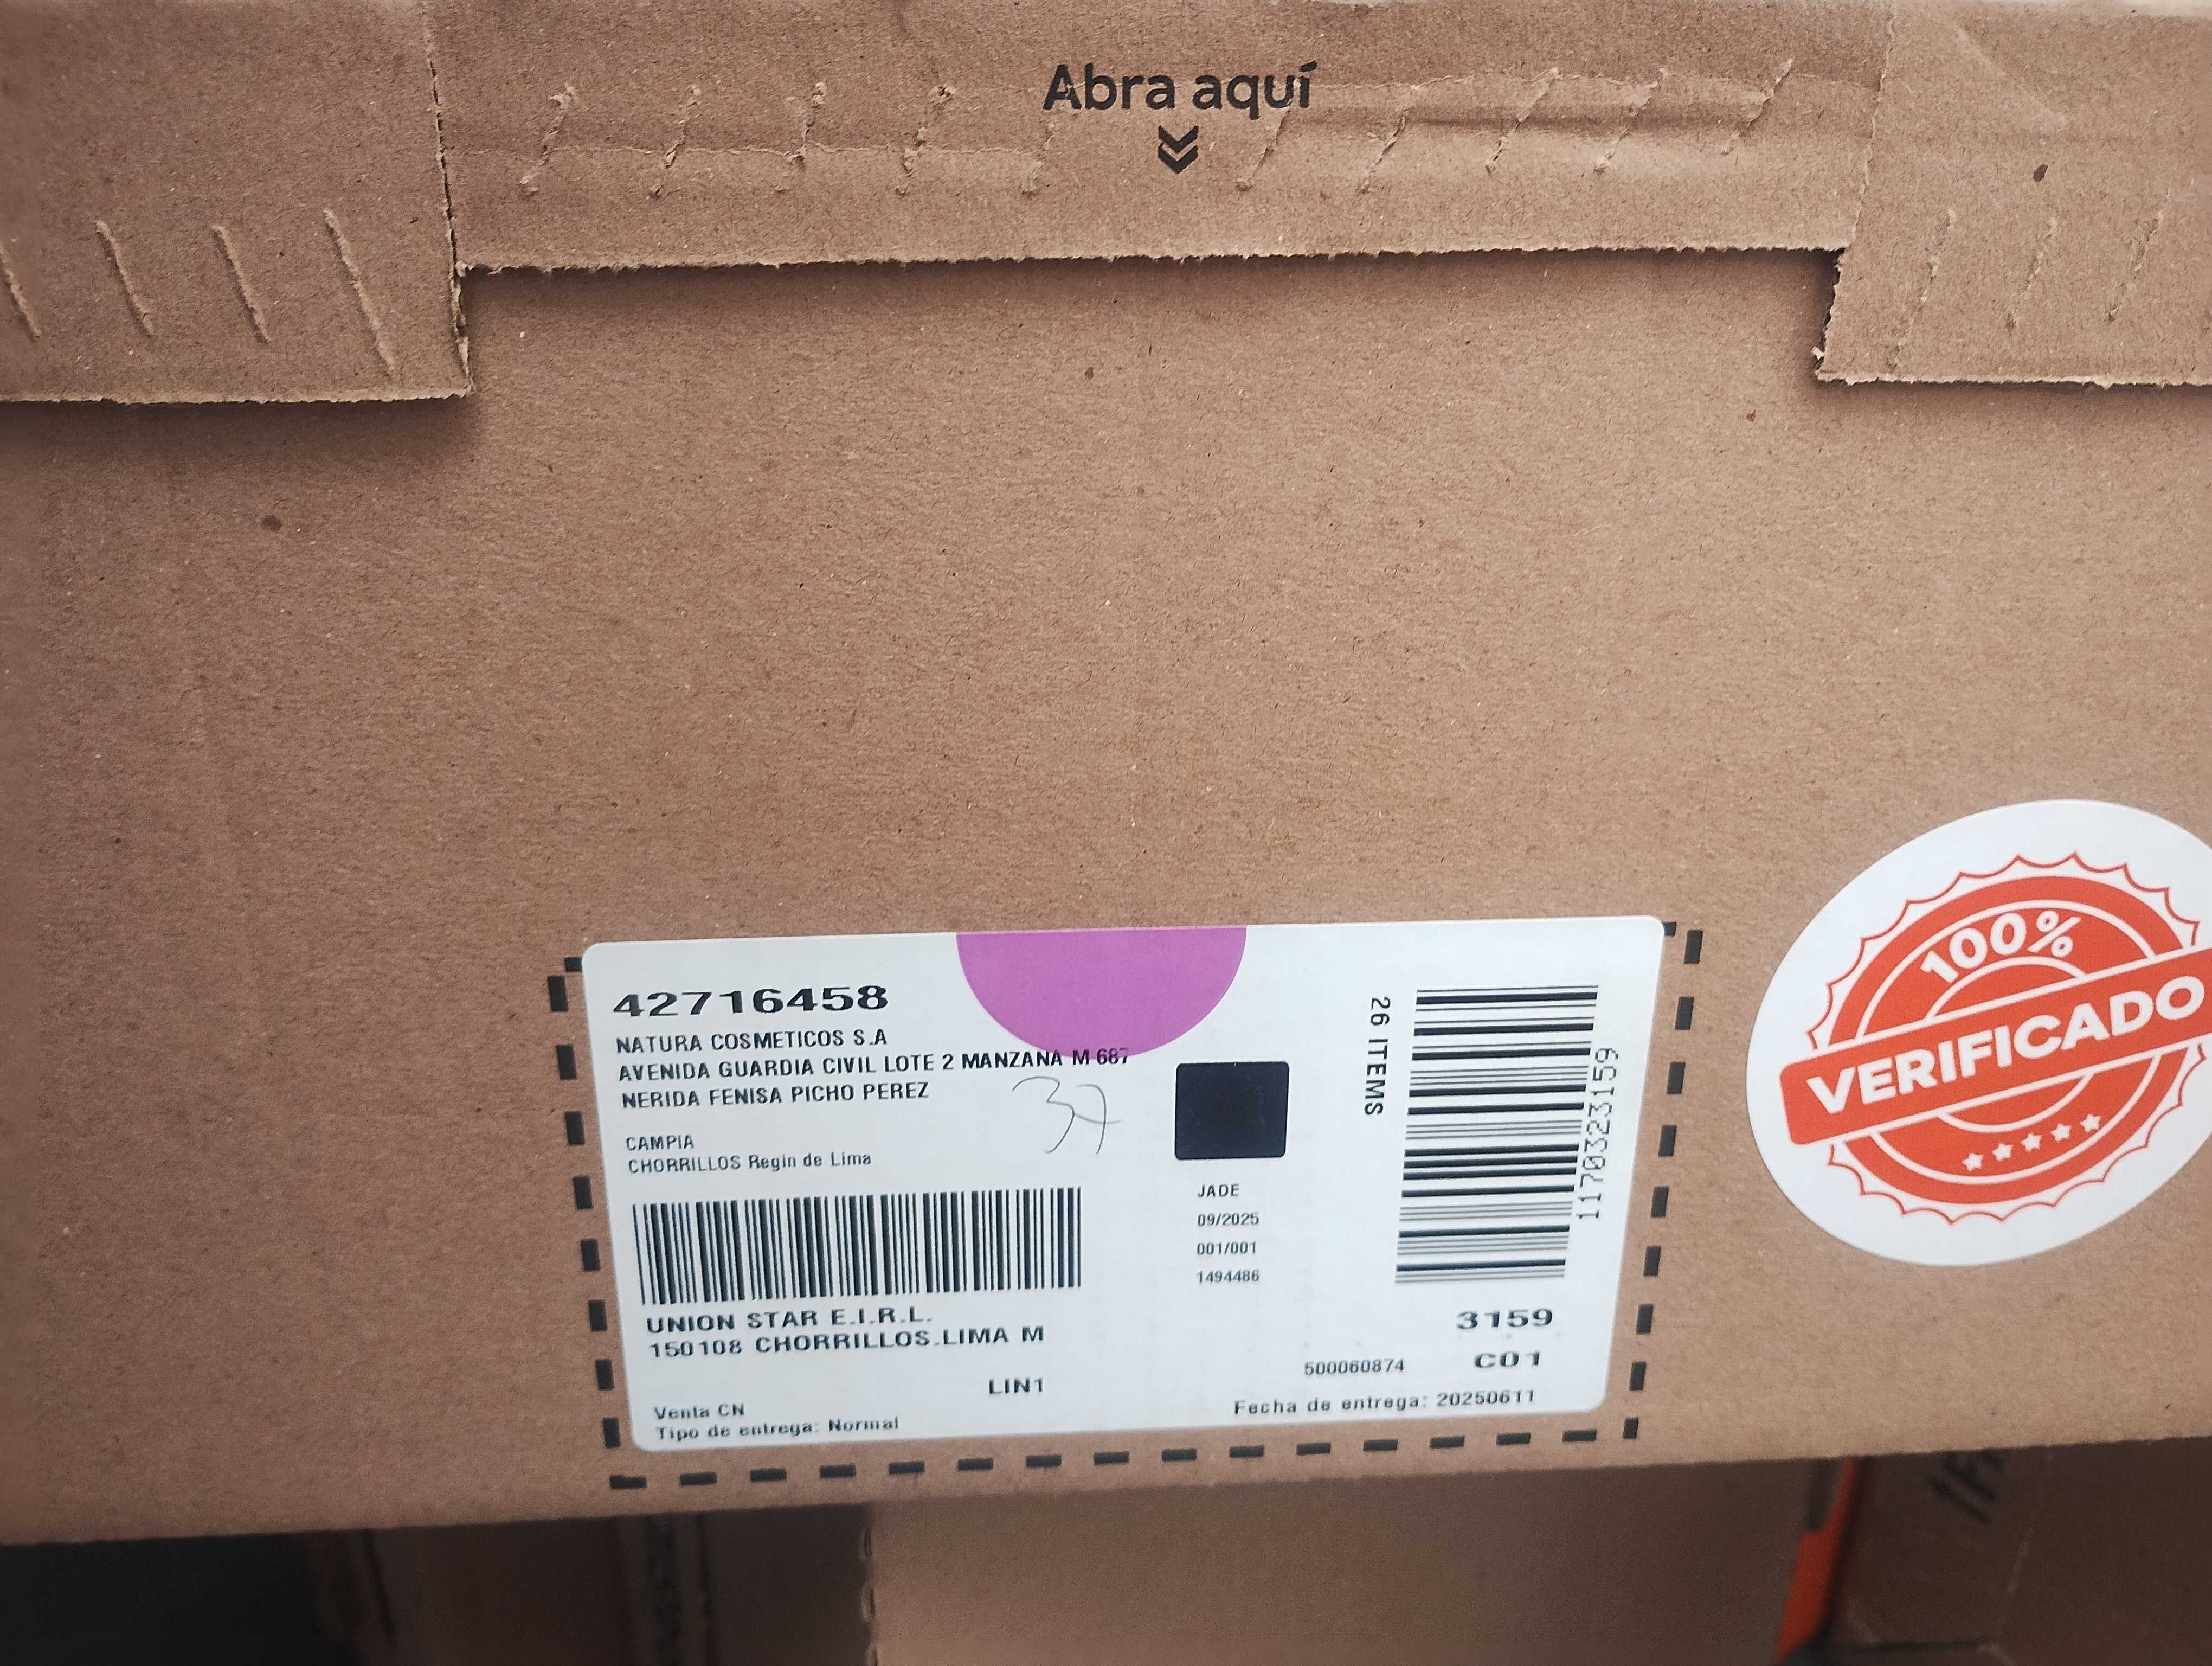 Abra aquí
42716458
NATURA COSMETICOS S.A
AVENIDA GUARDIA CIVIL LOTE 2 MANZANA M 687
NERIDA FENISA PICHO PEREZ
37
CAMPIA
CHORRILLOS Regin de Lima
UNION STAR E.I.R.L.
150108 CHORRILLOS.LIMA M
LIN1
Venta CN
Tipo de entrega: Normal
JADE
09/2025
001/001
1494486
26 ITEMS
1170323159
3159
500060874 C01
Fecha de entrega: 20250611
100%
VERIFICADO